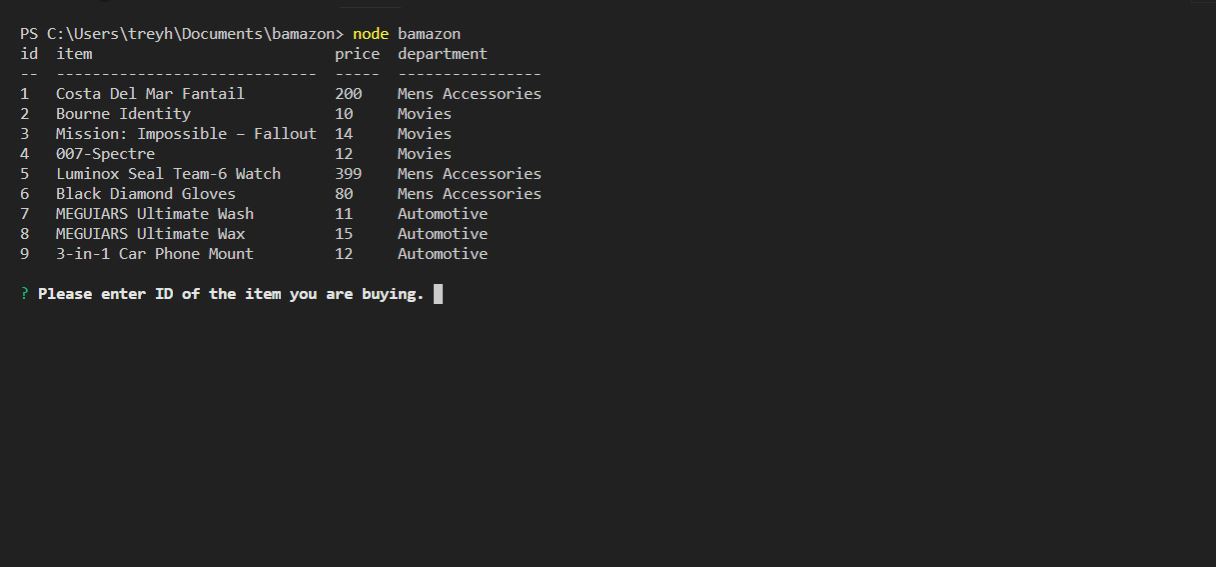 PS C:\Users\treyh\Documents\bamazon> node bamazon
id  item                           price  department
--  -----------------------------  -----  ----------------
1   Costa Del Mar Fantail          200    Mens Accessories
2   Bourne Identity                10     Movies
3   Mission: Impossible – Fallout  14     Movies
4   007-Spectre                    12     Movies
5   Luminox Seal Team-6 Watch      399    Mens Accessories
6   Black Diamond Gloves           80     Mens Accessories
7   MEGUIARS Ultimate Wash         11     Automotive
8   MEGUIARS Ultimate Wax          15     Automotive
9   3-in-1 Car Phone Mount         12     Automotive
? Please enter ID of the item you are buying.